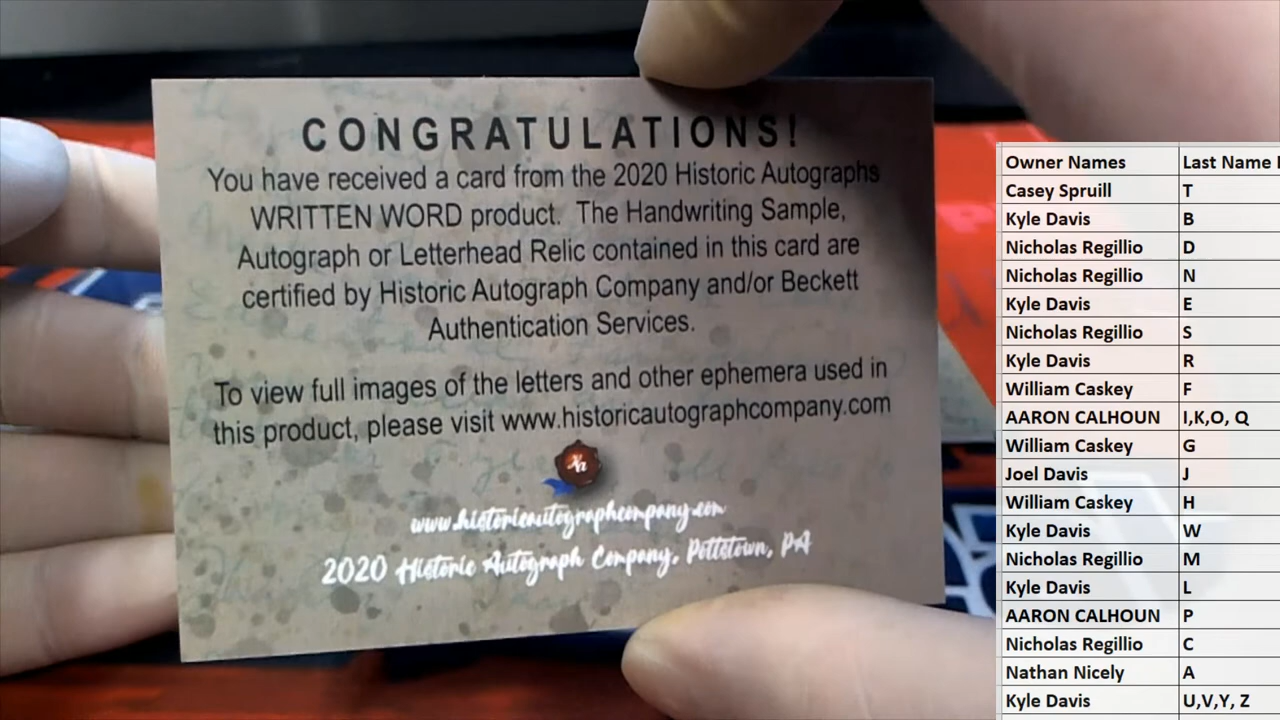 CONGRATULATIONS!
You have received a card from the 2020 Historic Autographs
WRITTEN WORD product. The Handwriting Sample,
Autograph or Letterhead Relic contained in this card are
certified by Historic Autograph Company and/or Beckett
Authentication Services.
To view full images of the letters and other ephemera used in
this product, please visit www.historicautographcompany.com
www.historicautographcompany.com
2020 Historic Autograph Company, Pottstown, PA
Owner Names Last Name
Casey Spruill T
Kyle Davis B
Nicholas Regillio D
Nicholas Regillio N
Kyle Davis E
Nicholas Regillio S
Kyle Davis R
William Caskey F
AARON CALHOUN I,K,O, Q
William Caskey G
Joel Davis J
William Caskey H
Kyle Davis W
Nicholas Regillio M
Kyle Davis L
AARON CALHOUN P
Nicholas Regillio C
Nathan Nicely A
Kyle Davis U,V,Y, Z